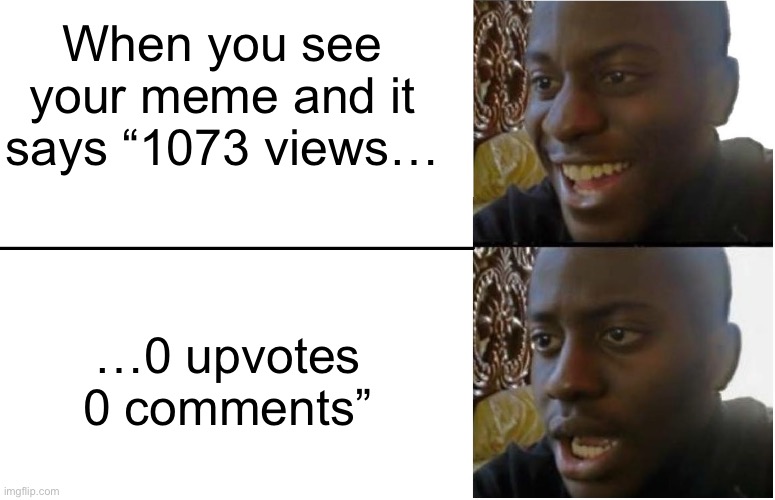 When you see
your meme and it
says “1073 views…
…0 upvotes
0 comments”
imgflip.com